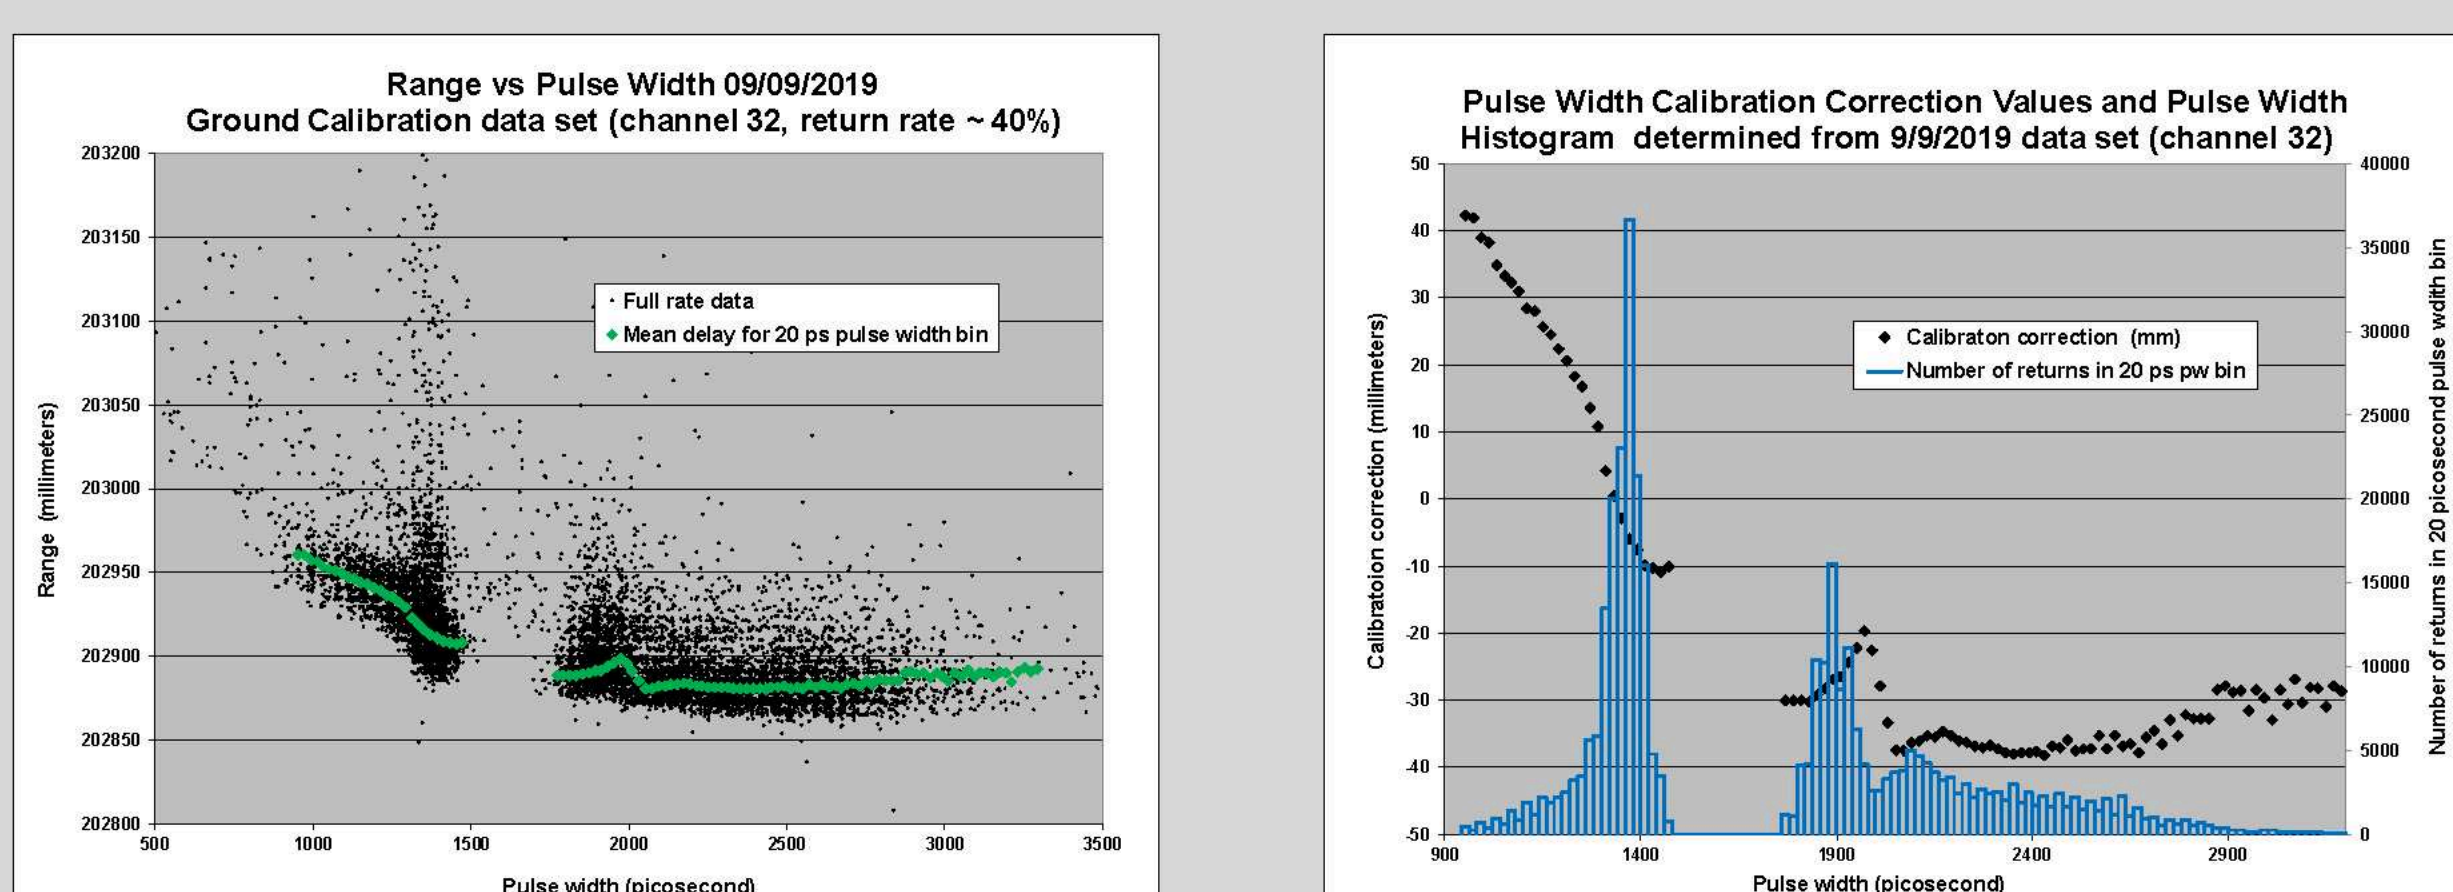 Range vs Pulse Width 09/09/2019
Ground Calibration data set (channel 32, return rate ~ 40%)
203200
203150
203100
203050
203000
202950
202900
202850
202800
Range (millimeters)
Full rate data
Mean delay for 20 ps pulse width bin
500 1000 1500 2000 2500 3000 3500
Pulse width (picosecond)
Pulse Width Calibration Correction Values and Pulse Width
Histogram determined from 9/9/2019 data set (channel 32)
50
40
30
20
10
0
-10
-20
-30
-40
-50
Calibratoion correction (millimeters)
Calibraton correction (mm)
Number of returns in 20 ps pw bin
40000
35000
30000
25000
20000
15000
10000
5000
0
Number of returns in 20 picosecond pulse wdith bin
900 1400 1900 2400 2900
Pulse width (picosecond)